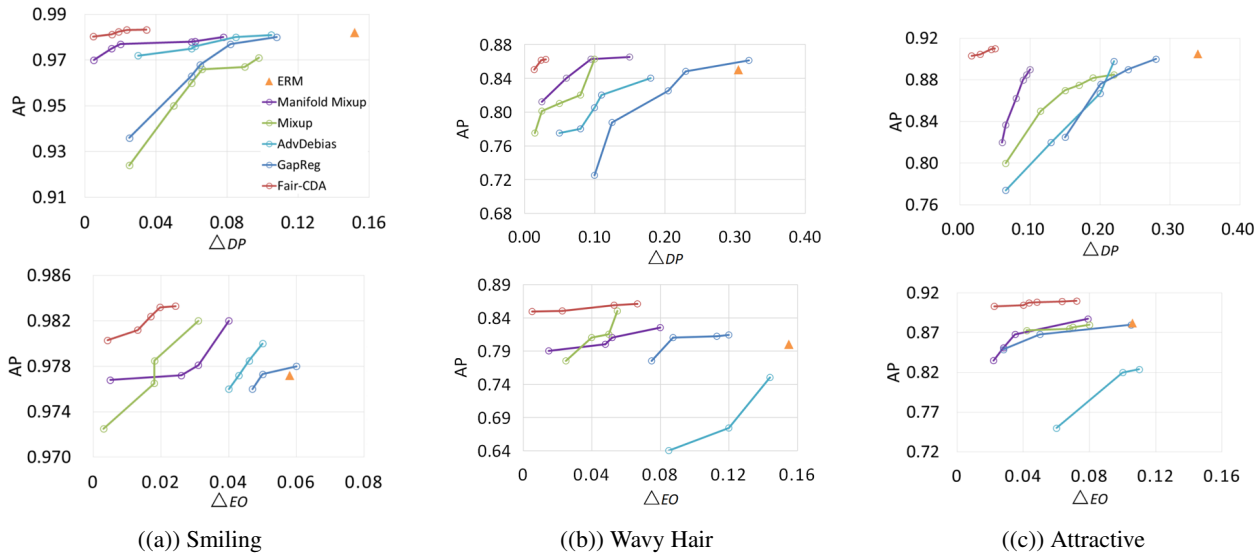 0.99
0.97
0.95
0.93
0.91
AP
0 0.04 0.08 0.12 0.16
△DP
ERM
Manifold Mixup
Mixup
AdvDebias
GapReg
Fair-CDA
0.88
0.84
0.80
0.76
0.72
0.68
AP
0.00 0.10 0.20 0.30 0.40
△DP
0.92
0.88
0.84
0.80
0.76
AP
0.00 0.10 0.20 0.30 0.40
△DP
0.986
0.982
0.978
0.974
0.970
AP
0 0.02 0.04 0.06 0.08
△EO
0.89
0.84
0.79
0.74
0.69
0.64
AP
0.00 0.04 0.08 0.12 0.16
△EO
0.92
0.87
0.82
0.77
0.72
AP
0.00 0.04 0.08 0.12 0.16
△EO
((a)) Smiling
((b)) Wavy Hair
((c)) Attractive